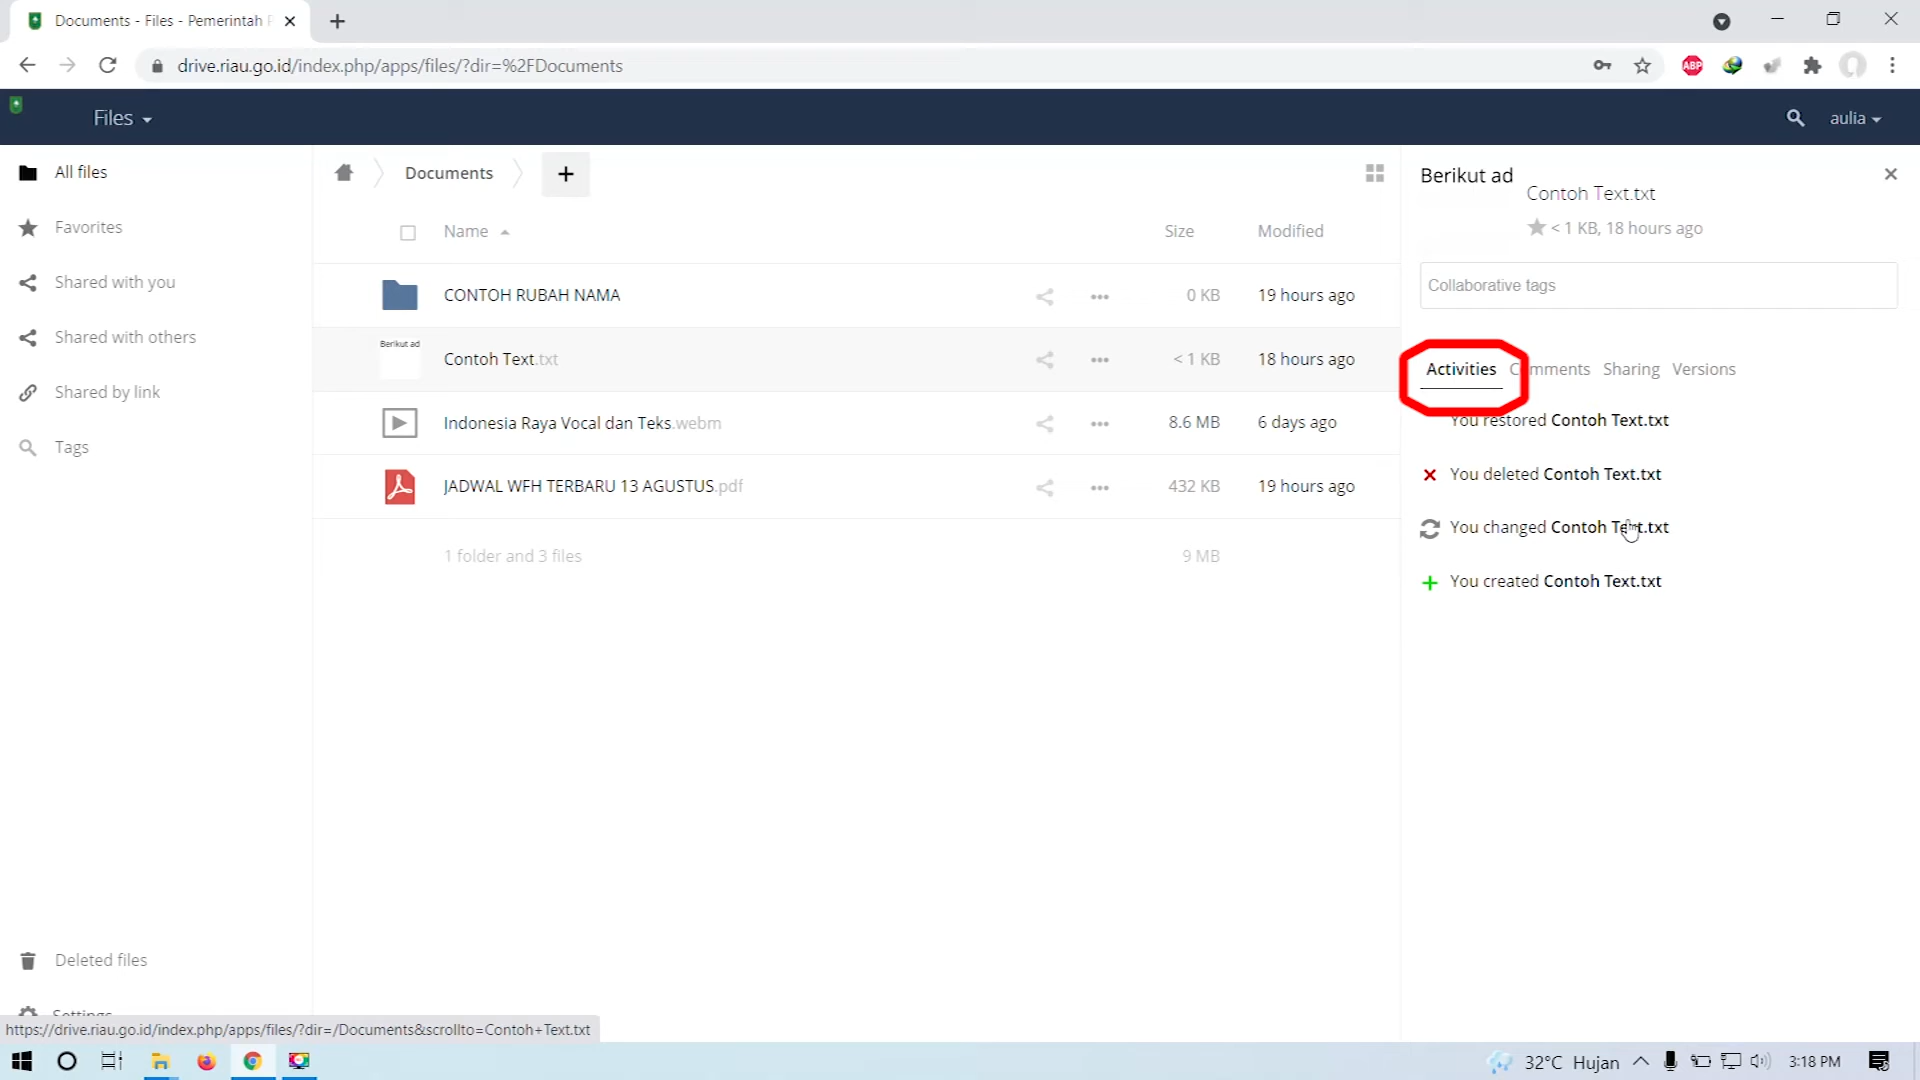 Documents - Files - Pemerintah P
drive.riau.go.id/index.php/apps/files/?dir=%2FDocuments
ABP
Files
aulia
All files
Favorites
Shared with you
Shared with others
Shared by link
Tags
Deleted files
Settings
Documents
Name
Size
Modified
CONTOH RUBAH NAMA
0 KB
19 hours ago
Berikut ad
Contoh Text.txt
< 1 KB
18 hours ago
Indonesia Raya Vocal dan Teks.webm
8.6 MB
6 days ago
JADWAL WFH TERBARU 13 AGUSTUS.pdf
432 KB
19 hours ago
1 folder and 3 files
9 MB
Berikut ad
Contoh Text.txt
< 1 KB, 18 hours ago
Collaborative tags
Activities Comments Sharing Versions
You restored Contoh Text.txt
You deleted Contoh Text.txt
You changed Contoh Text.txt
You created Contoh Text.txt
https://drive.riau.go.id/index.php/apps/files/?dir=/Documents&scrollto=Contoh+Text.txt
32°C Hujan
3:18 PM